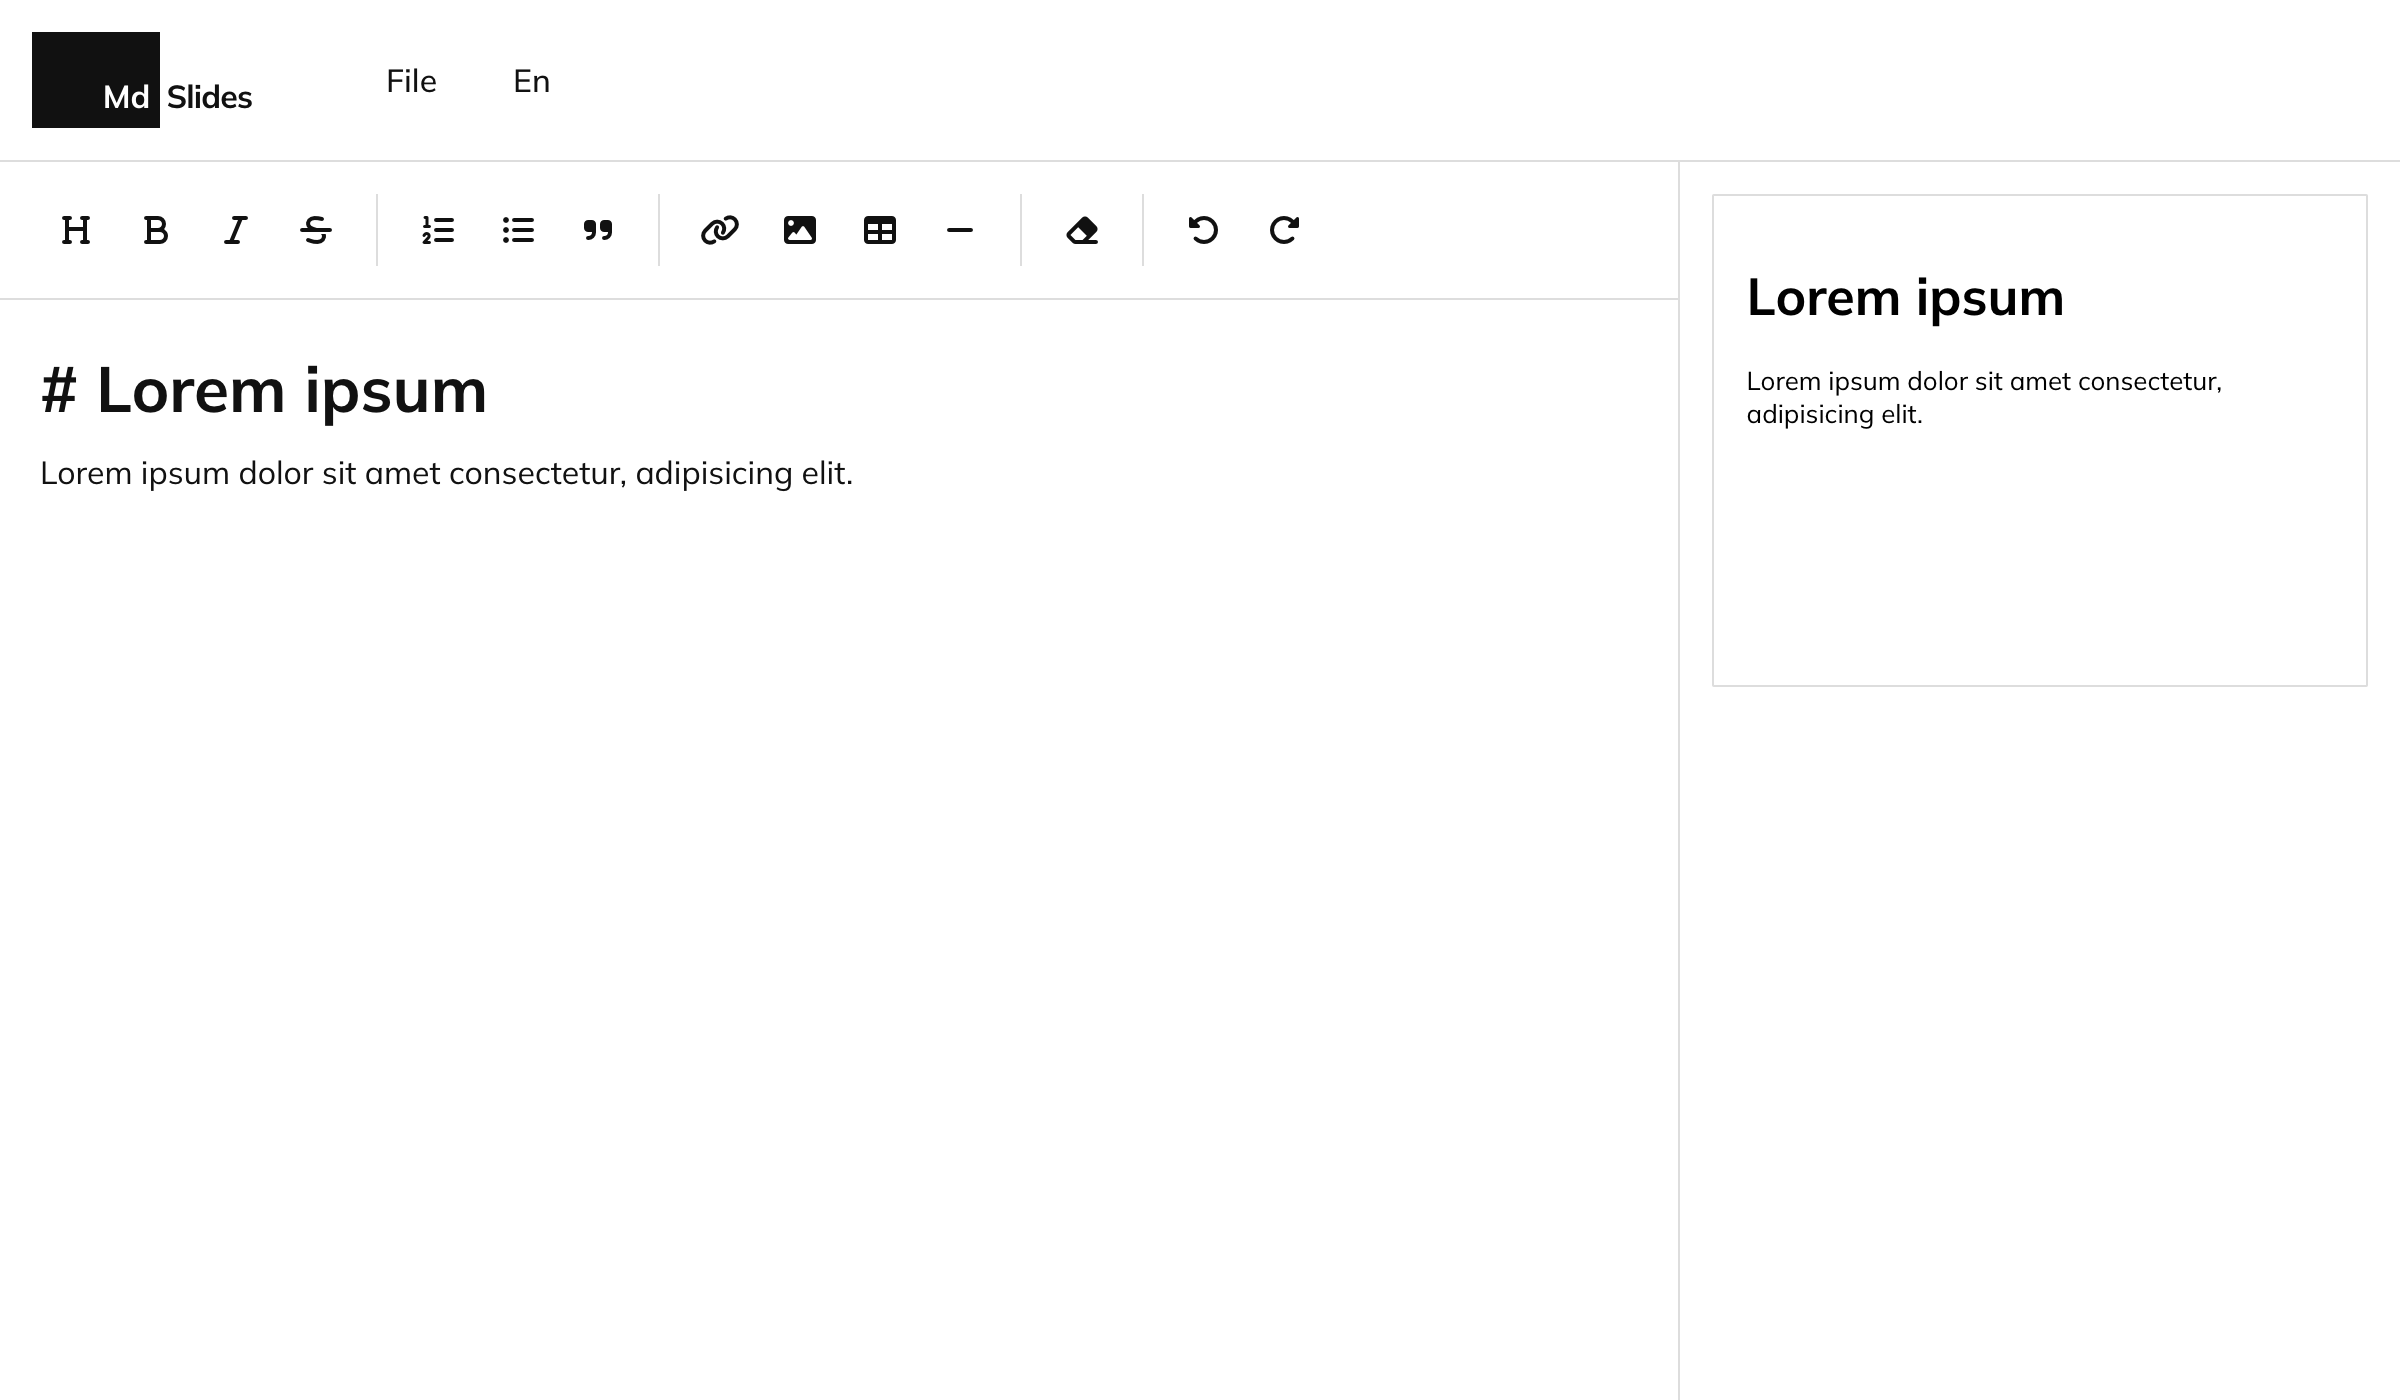 Md Slides
File
En
# Lorem ipsum
Lorem ipsum dolor sit amet consectetur, adipisicing elit.
Lorem ipsum
Lorem ipsum dolor sit amet consectetur,
adipisicing elit.